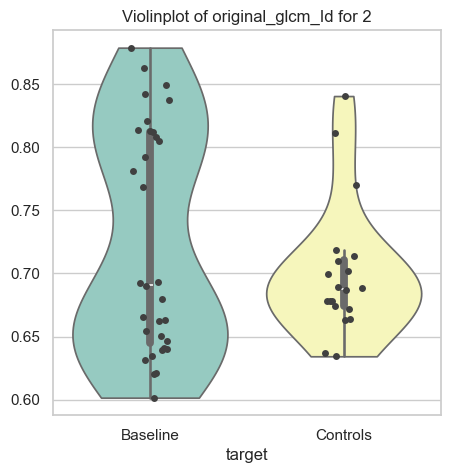 Violinplot of original_glcm_Id for 2
0.85
0.80
0.75
0.70
0.65
0.60
Baseline
Controls
target